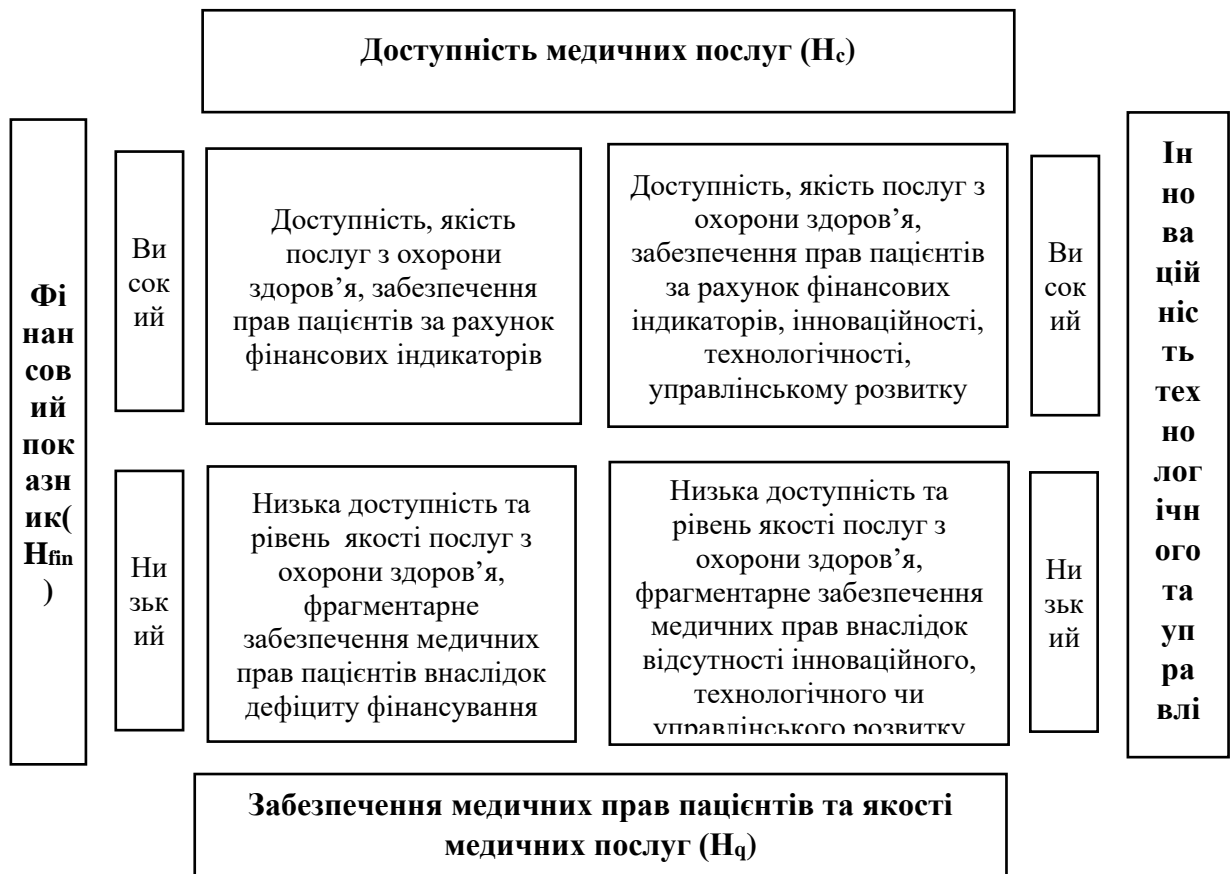 Доступність медичних послуг (Hc)
Фі
нан
сов
ий
пок
азн
ик(
Hfin
)
Ви
сок
ий
Доступність, якість
послуг з охорони
здоров’я, забезпечення
прав пацієнтів за рахунок
фінансових індикаторів
Доступність, якість послуг з
охорони здоров’я,
забезпечення прав пацієнтів
за рахунок фінансових
індикаторів, інноваційності,
технологічності,
управлінському розвитку
Ви
сок
ий
Ін
но
ва
цій
ніс
ть
тех
но
лог
ічн
ого
та
уп
ра
влі
Ни
зьк
ий
Низька доступність та
рівень якості послуг з
охорони здоров’я,
фрагментарне
забезпечення медичних
прав пацієнтів внаслідок
дефіциту фінансування
Низька доступність та
рівень якості послуг з
охорони здоров’я,
фрагментарне забезпечення
медичних прав внаслідок
відсутності інноваційного,
технологічного чи
управлінського розвитку
Ни
зьк
ий
Забезпечення медичних прав пацієнтів та якості
медичних послуг (Hq)